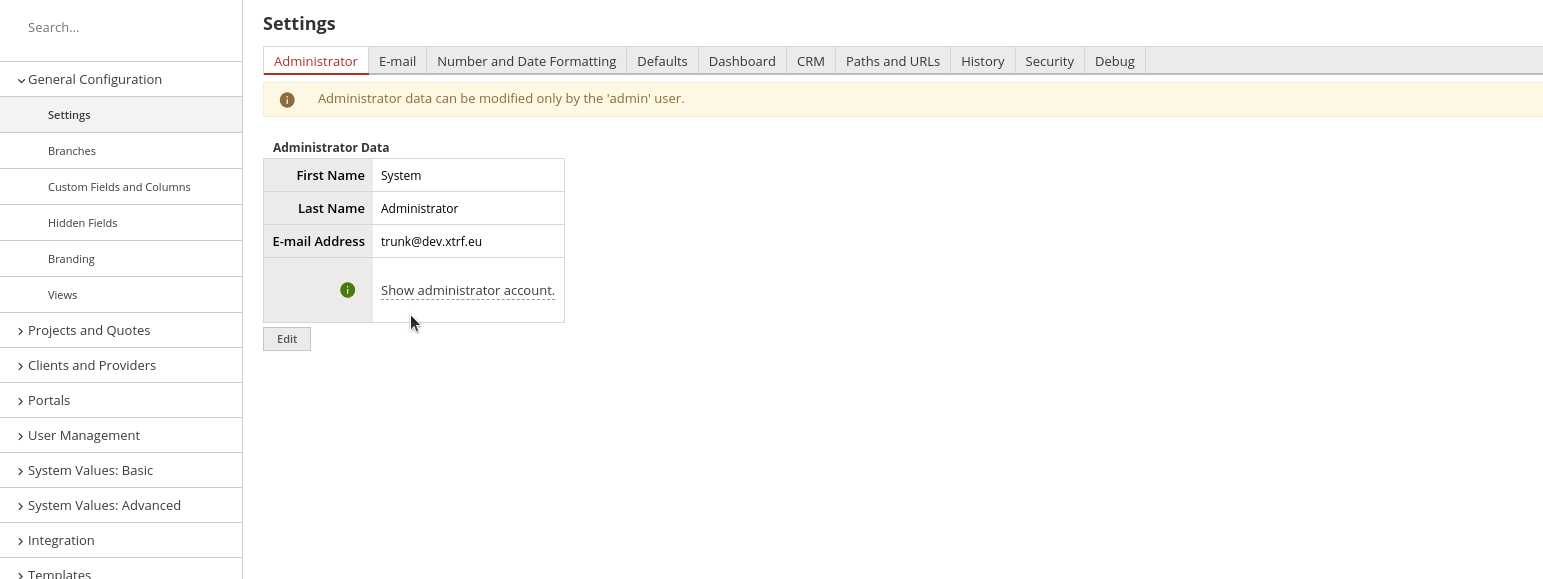 Search...
General Configuration
Settings
Branches
Custom Fields and Columns
Hidden Fields
Branding
Views
Projects and Quotes
Clients and Providers
Portals
User Management
System Values: Basic
System Values: Advanced
Integration
Templates
Settings
Administrator E-mail Number and Date Formatting Defaults Dashboard CRM Paths and URLs History Security Debug
Administrator data can be modified only by the 'admin' user.
Administrator Data
First Name System
Last Name Administrator
E-mail Address trunk@dev.xtrf.eu
Show administrator account.
Edit